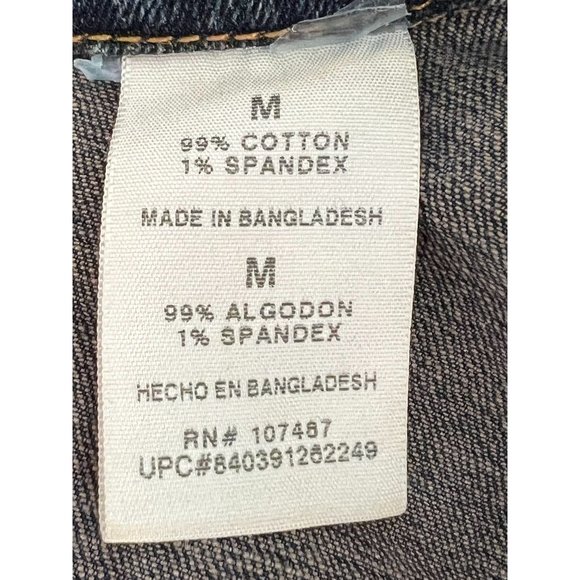 M
99% COTTON
1% SPANDEX
MADE IN BANGLADESH
M
99% ALGODON
1% SPANDEX
HECHO EN BANGLADESH
RN# 107487
UPC#840391262249